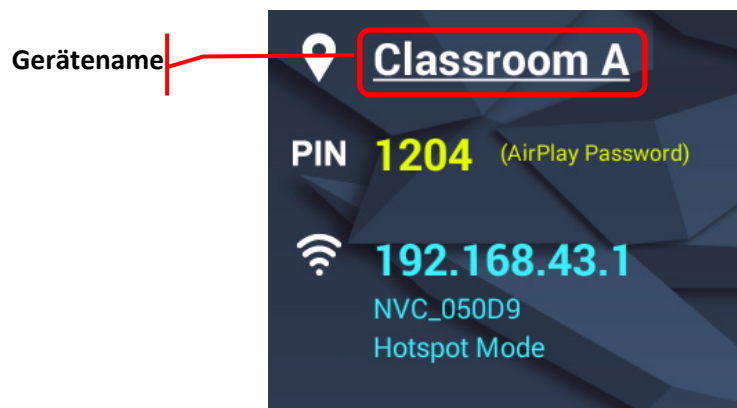 Gerätename
Classroom A
PIN 1204 (AirPlay Password)
192.168.43.1
NVC_050D9
Hotspot Mode